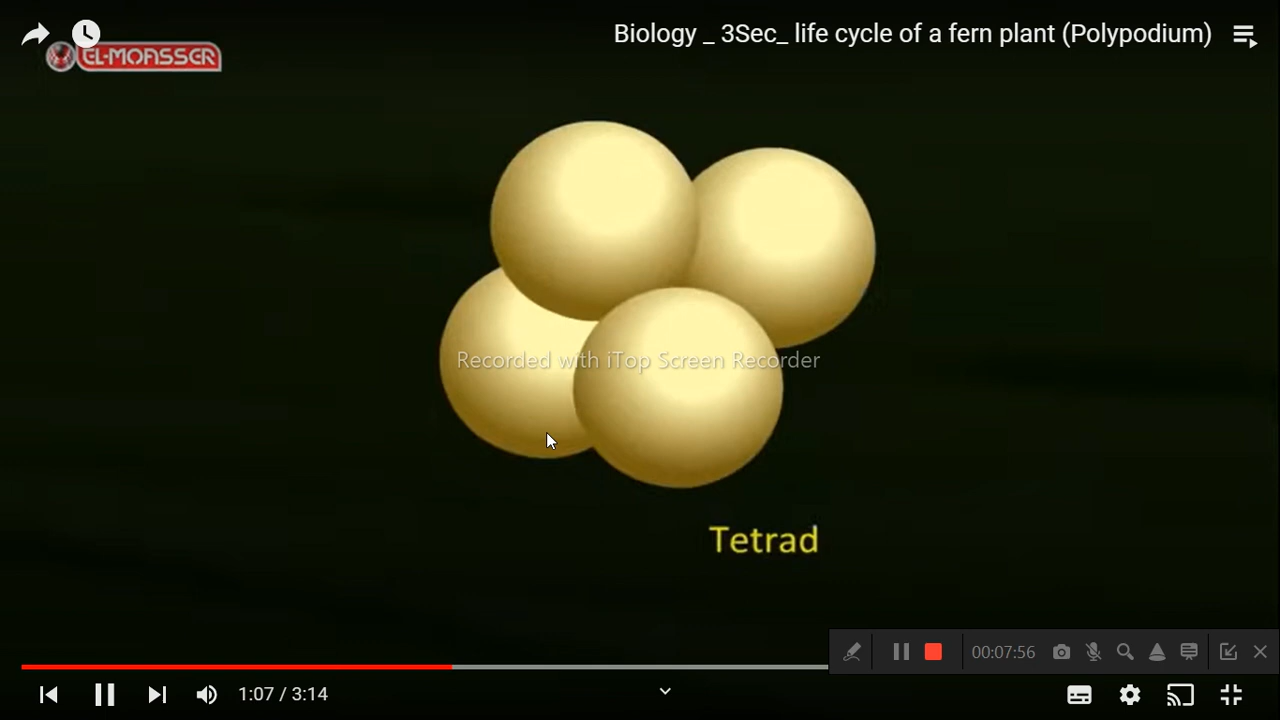 Biology _ 3Sec_ life cycle of a fern plant (Polypodium)
EL-MOASSER
Recorded with iTop Screen Recorder
Tetrad
00:07:56
1:07 / 3:14